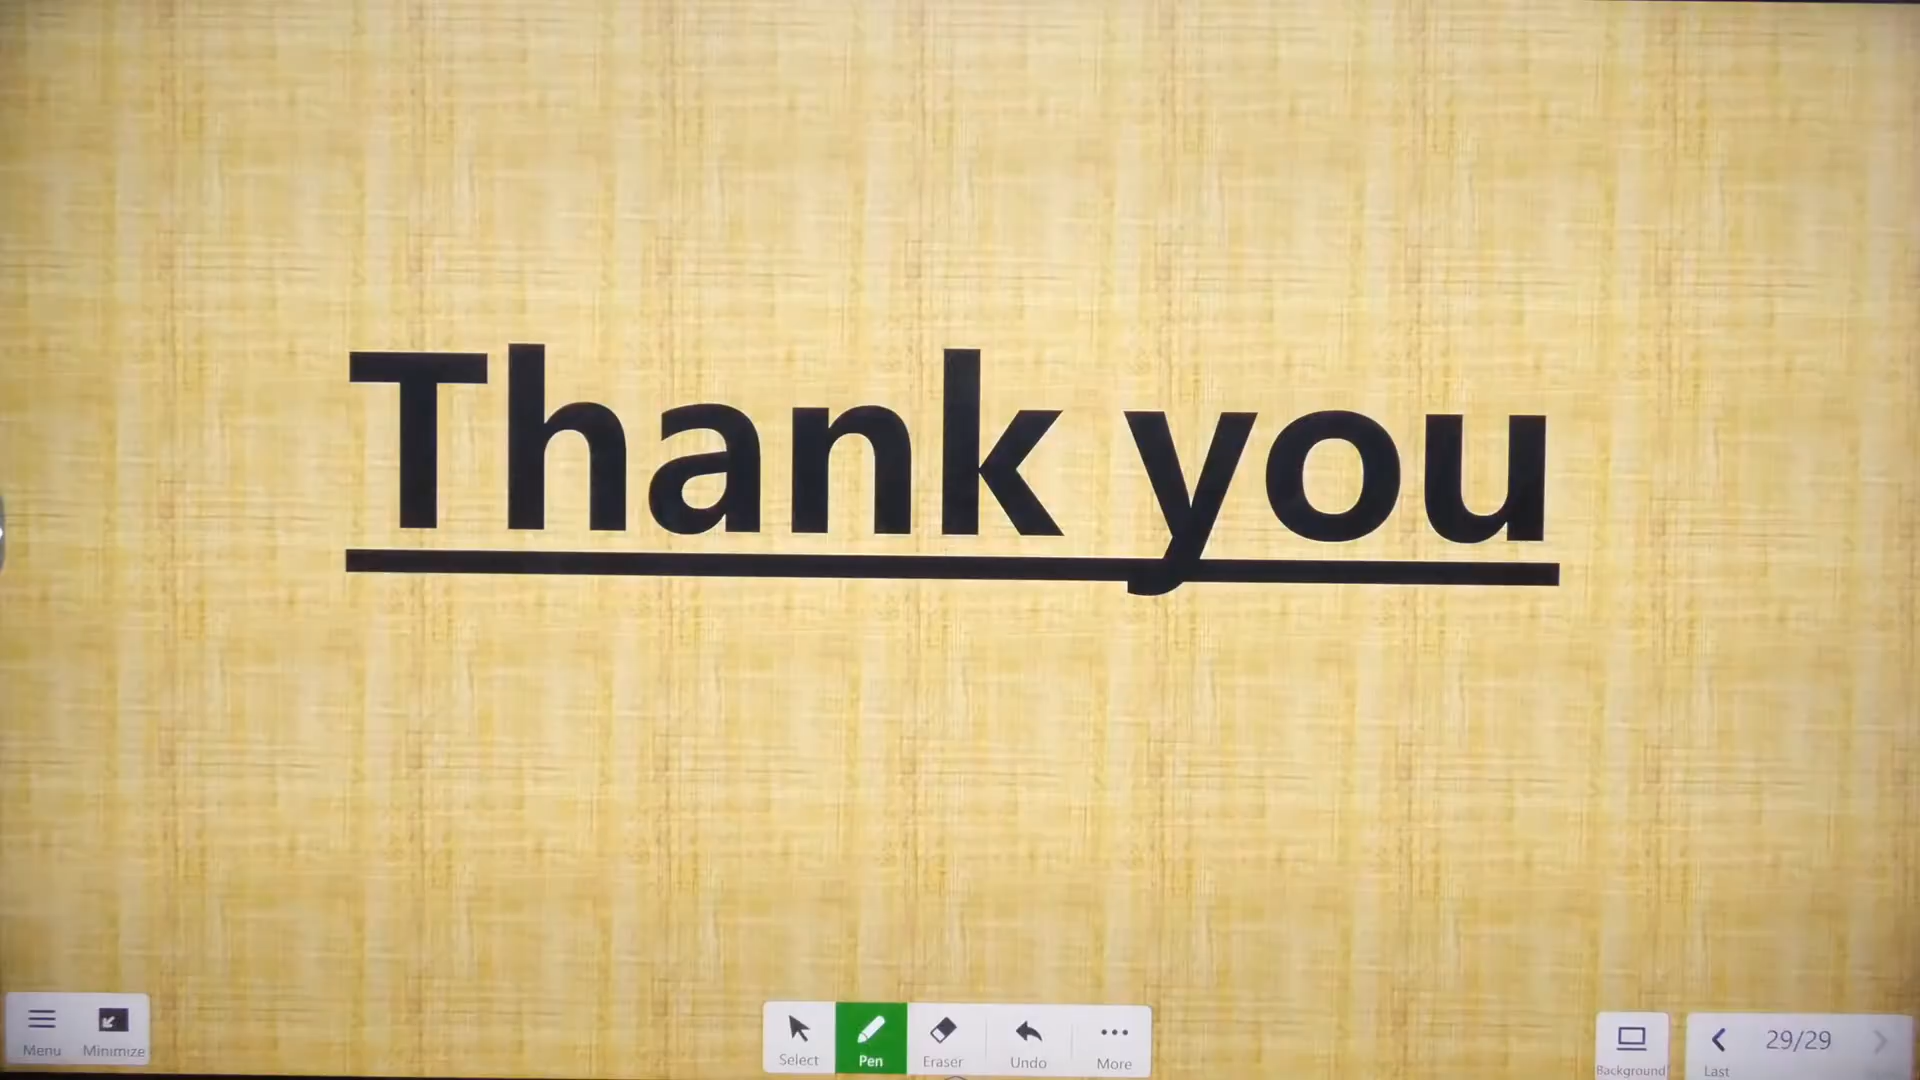 Thank you
Menu Minimize
Select Pen Eraser Undo More
Background
Last 29/29